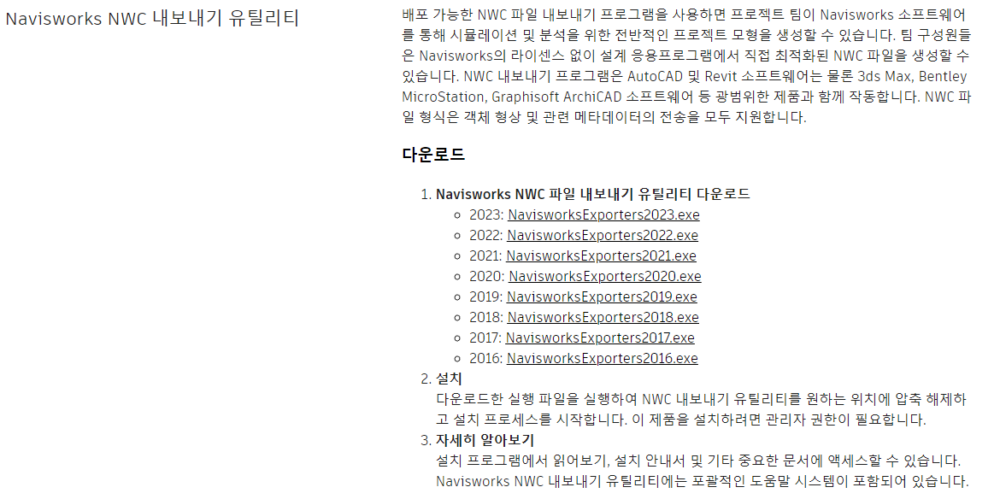 Navisworks NWC 내보내기 유틸리티
배포 가능한 NWC 파일 내보내기 프로그램을 사용하면 프로젝트 팀이 Navisworks 소프트웨어
를 통해 시뮬레이션 및 분석을 위한 전반적인 프로젝트 모형을 생성할 수 있습니다. 팀 구성원들
은 Navisworks의 라이센스 없이 설계 응용프로그램에서 직접 최적화된 NWC 파일을 생성할 수
있습니다. NWC 내보내기 프로그램은 AutoCAD 및 Revit 소프트웨어는 물론 3ds Max, Bentley
MicroStation, Graphisoft ArchiCAD 소프트웨어 등 광범위한 제품과 함께 작동합니다. NWC 파
일 형식은 객체 형상 및 관련 메타데이터의 전송을 모두 지원합니다.
다운로드
1. Navisworks NWC 파일 내보내기 유틸리티 다운로드
2023: NavisworksExporters2023.exe
2022: NavisworksExporters2022.exe
2021: NavisworksExporters2021.exe
2020: NavisworksExporters2020.exe
2019: NavisworksExporters2019.exe
2018: NavisworksExporters2018.exe
2017: NavisworksExporters2017.exe
2016: NavisworksExporters2016.exe
2. 설치
다운로드한 실행 파일을 실행하여 NWC 내보내기 유틸리티를 원하는 위치에 압축 해제하
고 설치 프로세스를 시작합니다. 이 제품을 설치하려면 관리자 권한이 필요합니다.
3. 자세히 알아보기
설치 프로그램에서 읽어보기, 설치 안내서 및 기타 중요한 문서에 액세스할 수 있습니다.
Navisworks NWC 내보내기 유틸리티에는 포괄적인 도움말 시스템이 포함되어 있습니다.